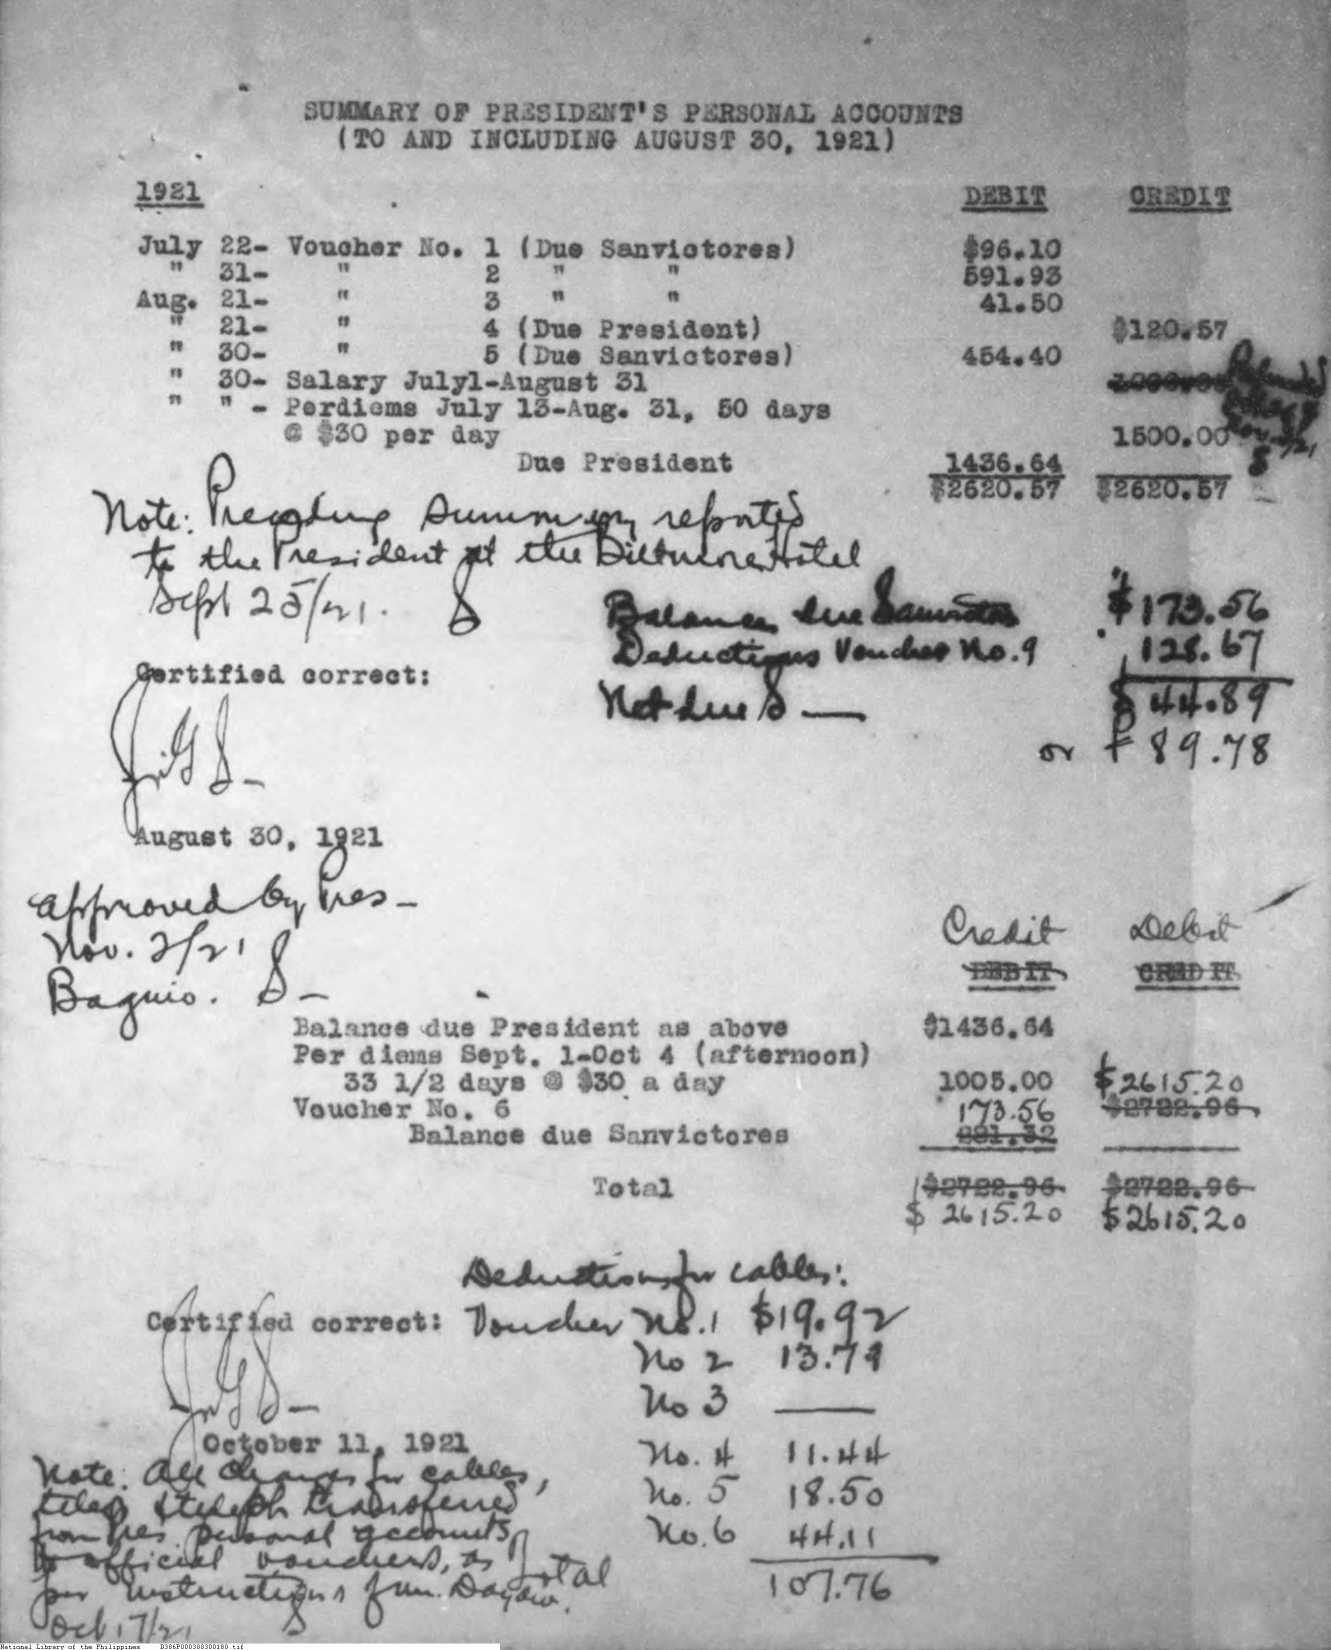 SUMMARY OF PRESIDENT'S PERSONAL ACCOUNTS
(TO AND INCLUDING AUGUST 30, 1921)
1921 DEBIT CREDIT
July 22- Voucher No. 1 (Due Sanvictores) $96.10
" 31- " 2 " " 591.93
Aug. 21- " 3 " " 41.50
" 21- " 4 (Due President) $120.57
" 30- " 5 (Due Sanvictores) 454.40
" 30- Salary July1-August 31
" " - Perdiems July 13-Aug. 31, 50 days
@ $30 per day 1500.00
Due President 1436.64
$2620.57 $2620.57
Note: Preceding summary reported
to the President at the Biltmore Hotel
Sept 25/21. S
Balance due Sanvictores $173.56
Deductions Voucher No. 9 128.67
Net due S — $ 44.89
or ₱ 89.78
Certified correct:
August 30, 1921
Approved by Pres-
Nov. 2/21
Baguio. S-
Credit Debit
DEBIT CREDIT
Balance due President as above $1436.64
Per diems Sept. 1-Oct 4 (afternoon)
33 1/2 days @ $30 a day 1005.00 $2615.20
Voucher No. 6 173.56 $2722.96
Balance due Sanvictores 281.32
Total $2722.96 $2722.96
$ 2615.20 $2615.20
Deductions for cables:
Certified correct: Voucher No. 1 $19.92
No 2 13.79
No 3 —
October 11, 1921
No. 4 11.44
No. 5 18.50
No. 6 44.11
Total 107.76
Note: All charges for cables,
teleg & teleph transferred
from Pres. personal accounts
to official vouchers, as
per instructions from
Oct 17/21
National Library of the Philippines D386P000300300180.tif